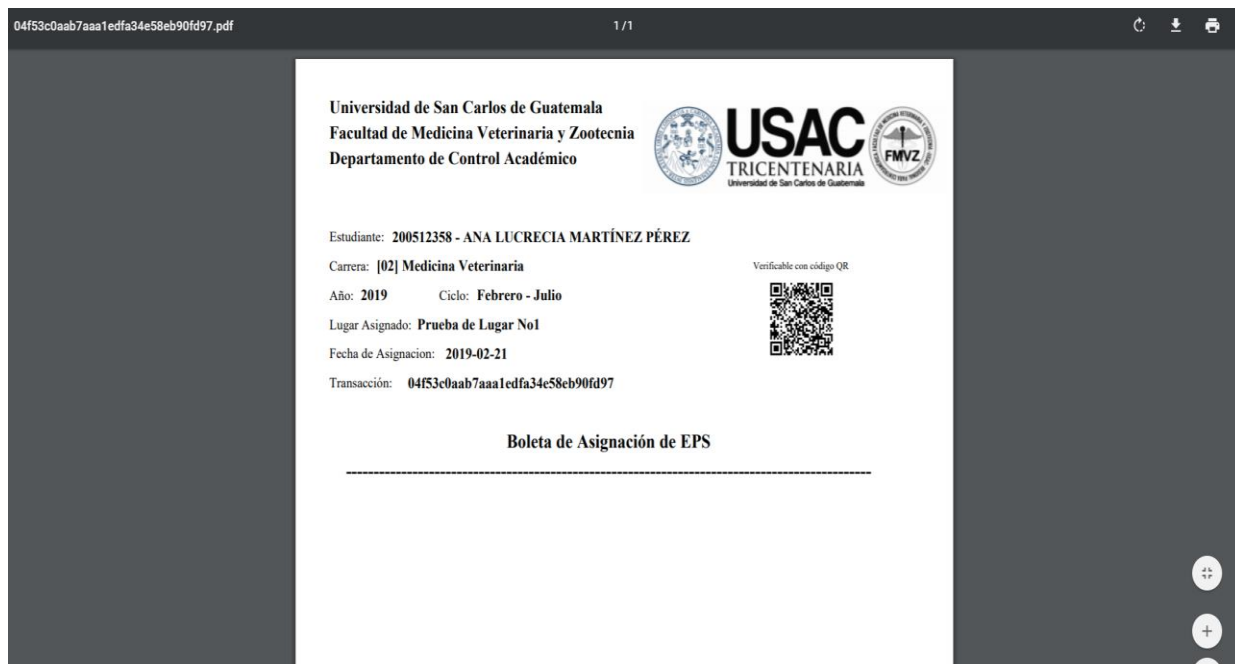 04f53c0aab7aaa1edfa34e58eb90fd97.pdf
1 / 1
Universidad de San Carlos de Guatemala
Facultad de Medicina Veterinaria y Zootecnia
Departamento de Control Académico
USAC
TRICENTENARIA
Universidad de San Carlos de Guatemala
FMVZ
Estudiante: 200512358 - ANA LUCRECIA MARTÍNEZ PÉREZ
Carrera: [02] Medicina Veterinaria
Verificable con código QR
Año: 2019 Ciclo: Febrero - Julio
Lugar Asignado: Prueba de Lugar No1
Fecha de Asignacion: 2019-02-21
Transacción: 04f53c0aab7aaa1edfa34e58eb90fd97
Boleta de Asignación de EPS